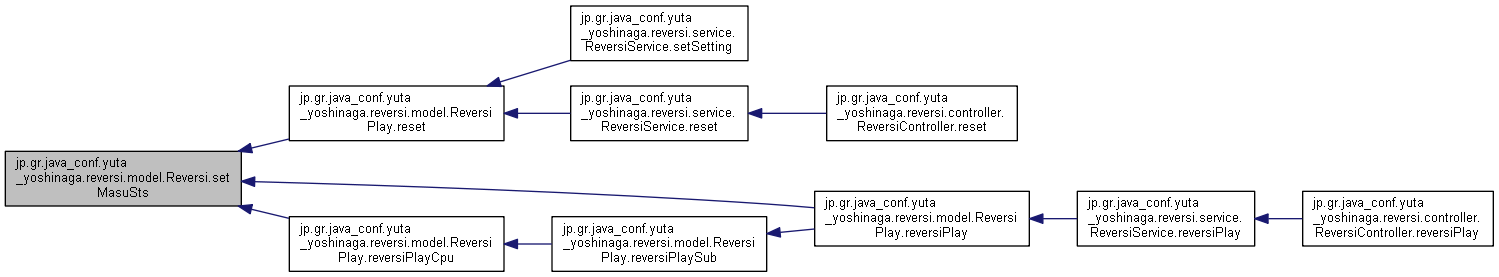 jp.gr.java_conf.yuta
_yoshinaga.reversi.service.
ReversiService.setSetting
jp.gr.java_conf.yuta
_yoshinaga.reversi.model.Reversi
Play.reset
jp.gr.java_conf.yuta
_yoshinaga.reversi.service.
ReversiService.reset
jp.gr.java_conf.yuta
_yoshinaga.reversi.controller.
ReversiController.reset
jp.gr.java_conf.yuta
_yoshinaga.reversi.model.Reversi.set
MasuSts
jp.gr.java_conf.yuta
_yoshinaga.reversi.model.Reversi
Play.reversiPlay
jp.gr.java_conf.yuta
_yoshinaga.reversi.service.
ReversiService.reversiPlay
jp.gr.java_conf.yuta
_yoshinaga.reversi.controller.
ReversiController.reversiPlay
jp.gr.java_conf.yuta
_yoshinaga.reversi.model.Reversi
Play.reversiPlayCpu
jp.gr.java_conf.yuta
_yoshinaga.reversi.model.Reversi
Play.reversiPlaySub